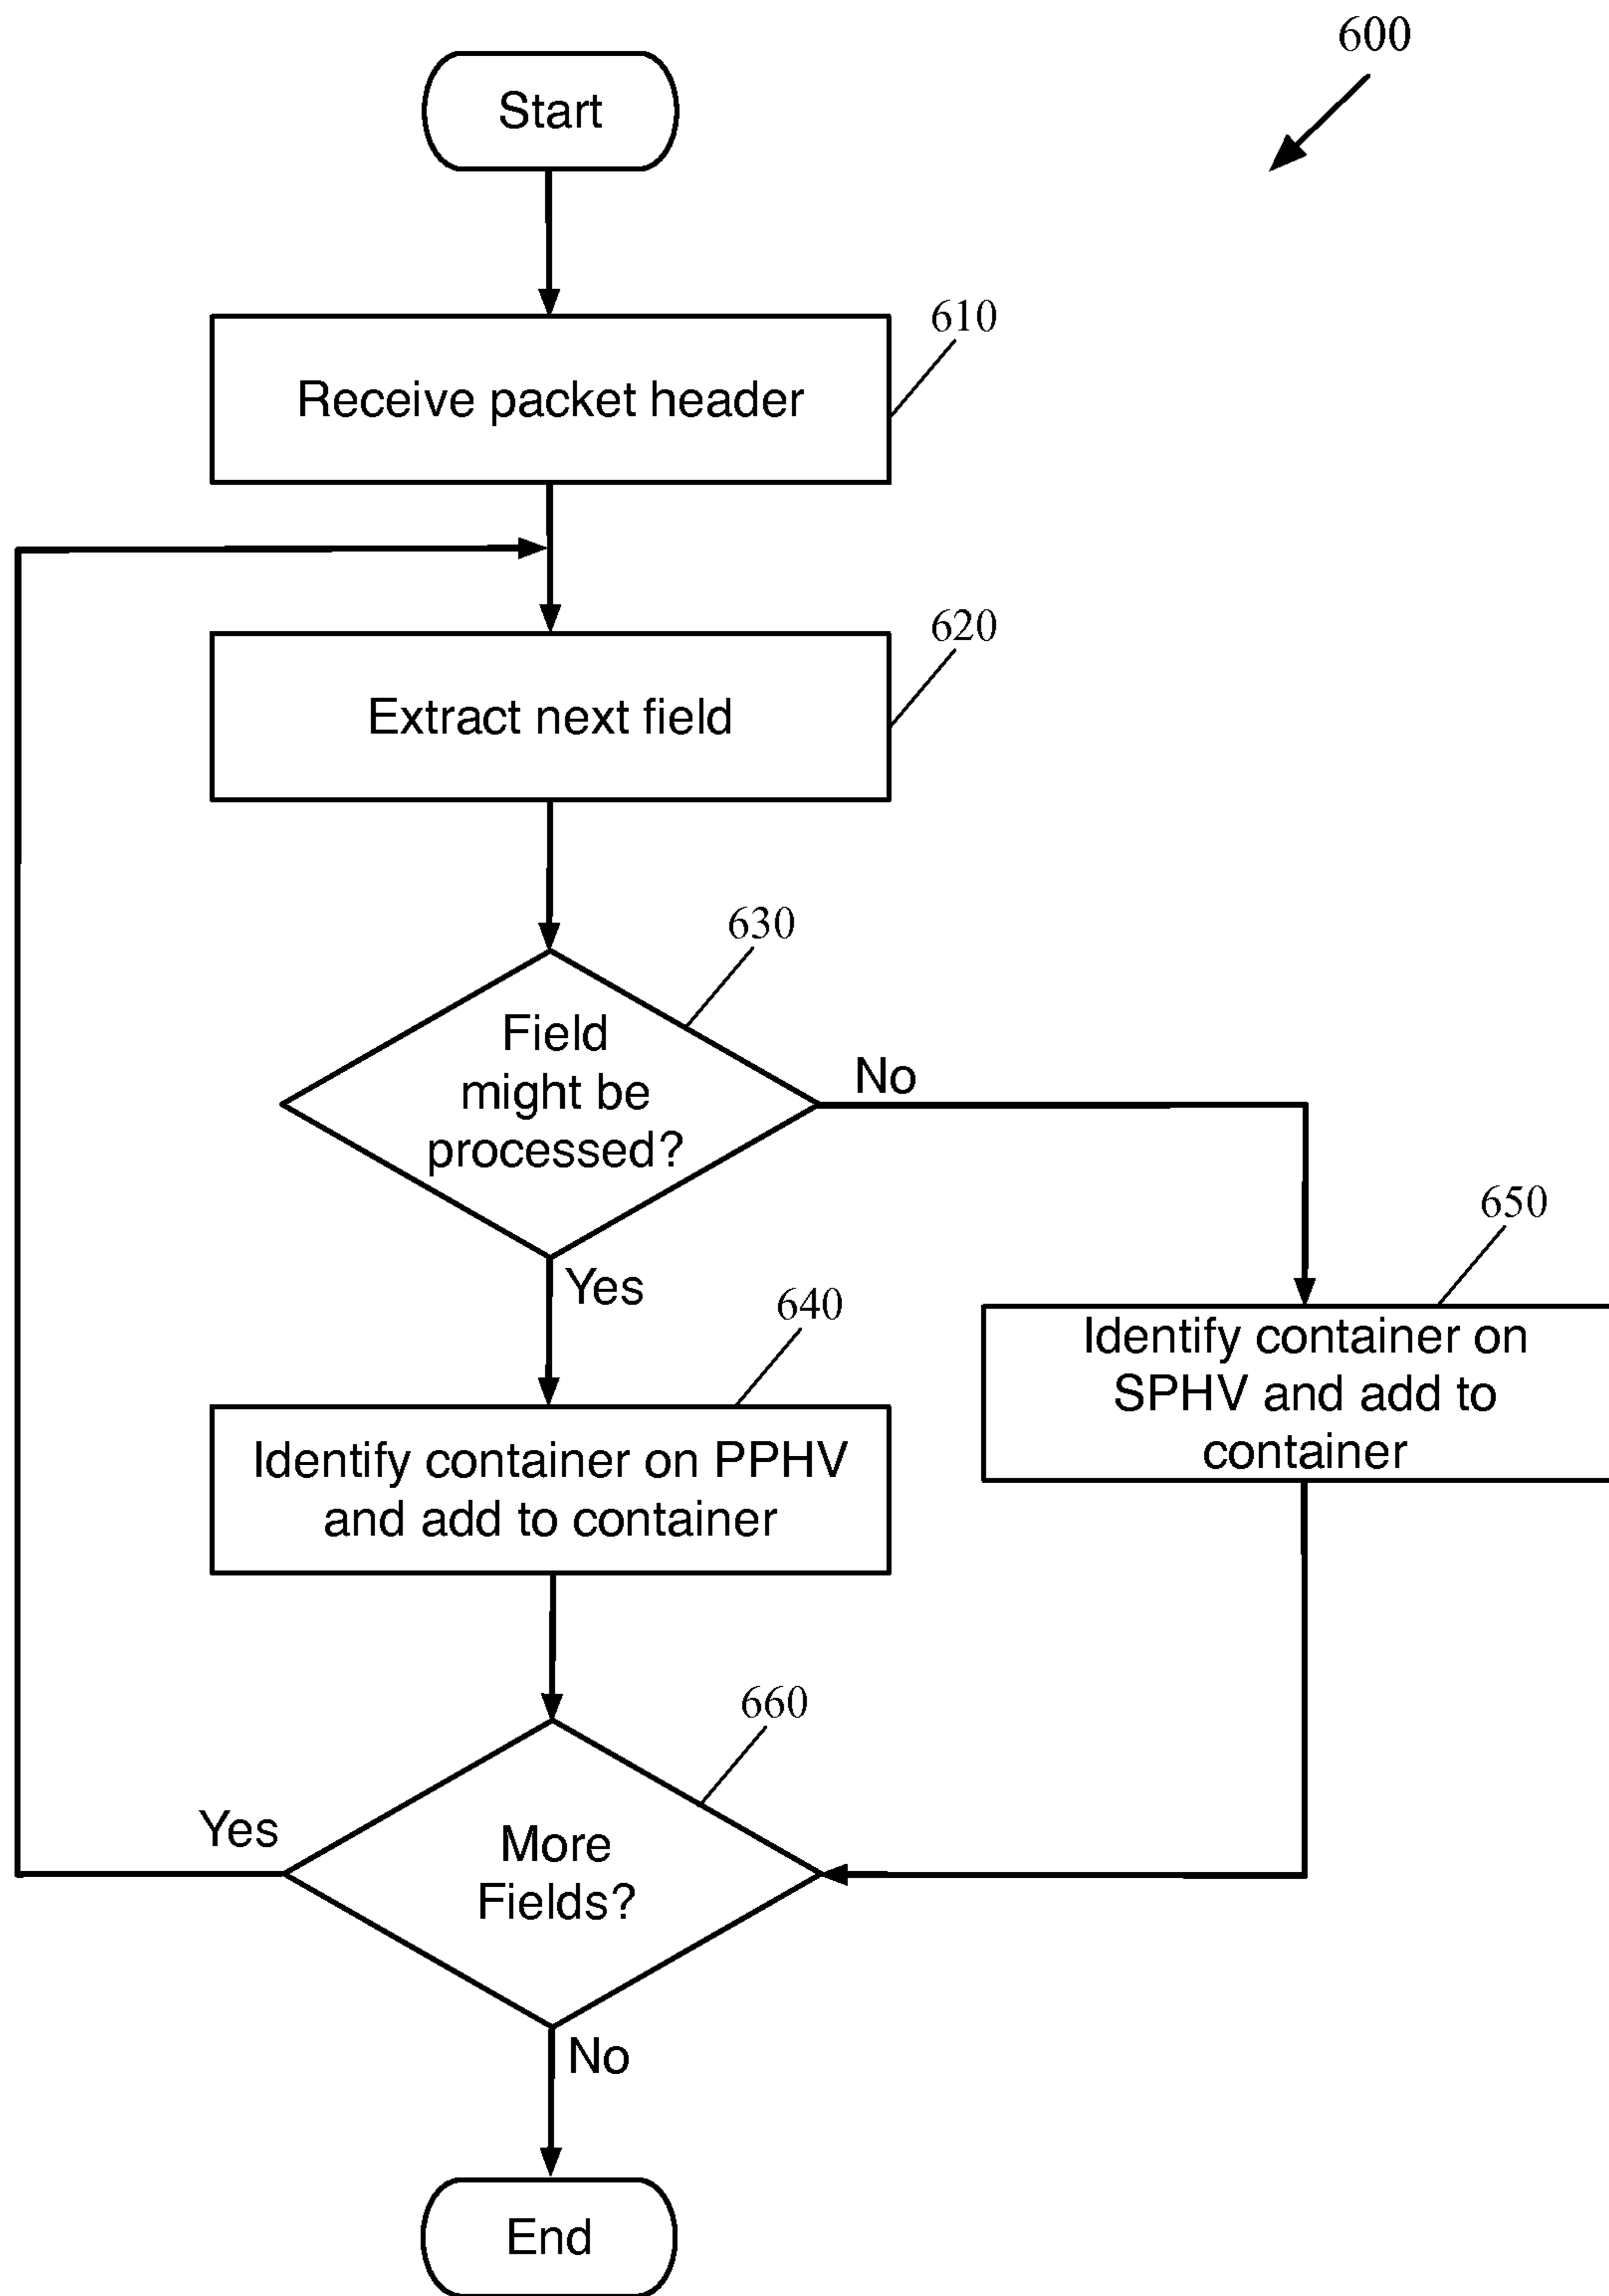 600
Start
610
Receive packet header
620
Extract next field
630
Field
might be
processed?
No
Yes
650
Identify container on
SPHV and add to
container
640
Identify container on PPHV
and add to container
660
More
Fields?
Yes
No
End